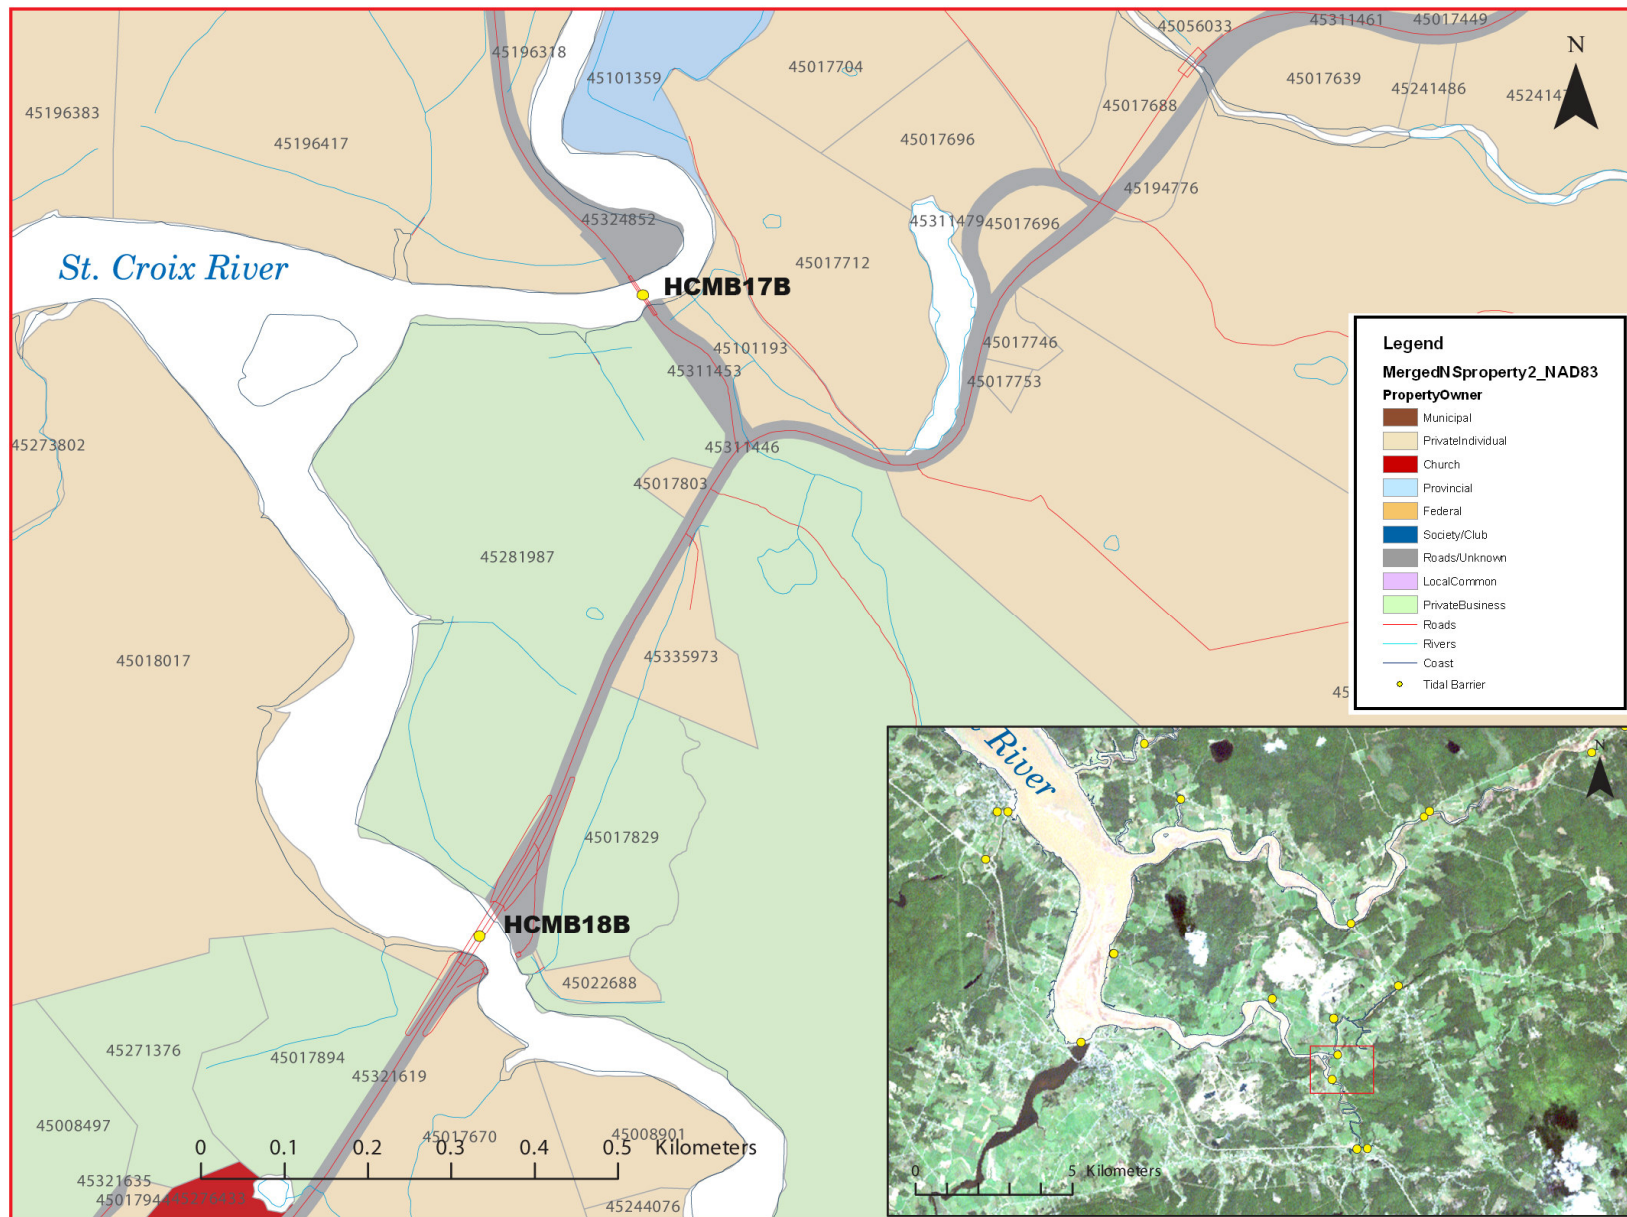 45056033
45311461
45017449
45196318
45101359
45017704
45017639
45241486
N
45196383
45196417
45017688
45017696
45194776
45324852
45311479
45017696
St. Croix River
45017712
HCMB17B
45101193
45311453
45017746
45017753
45273802
45311446
45017803
45281987
45018017
45335973
45017829
HCMB18B
45022688
45271376
45017894
45321619
45008497
45017670
45008901
0 0.1 0.2 0.3 0.4 0.5 Kilometers
45321635
45244076
Legend
MergedNSproperty2_NAD83
PropertyOwner
Municipal
PrivateIndividual
Church
Provincial
Federal
Society/Club
Roads/Unknown
LocalCommon
PrivateBusiness
Roads
Rivers
Coast
Tidal Barrier
River
N
0 5 Kilometers